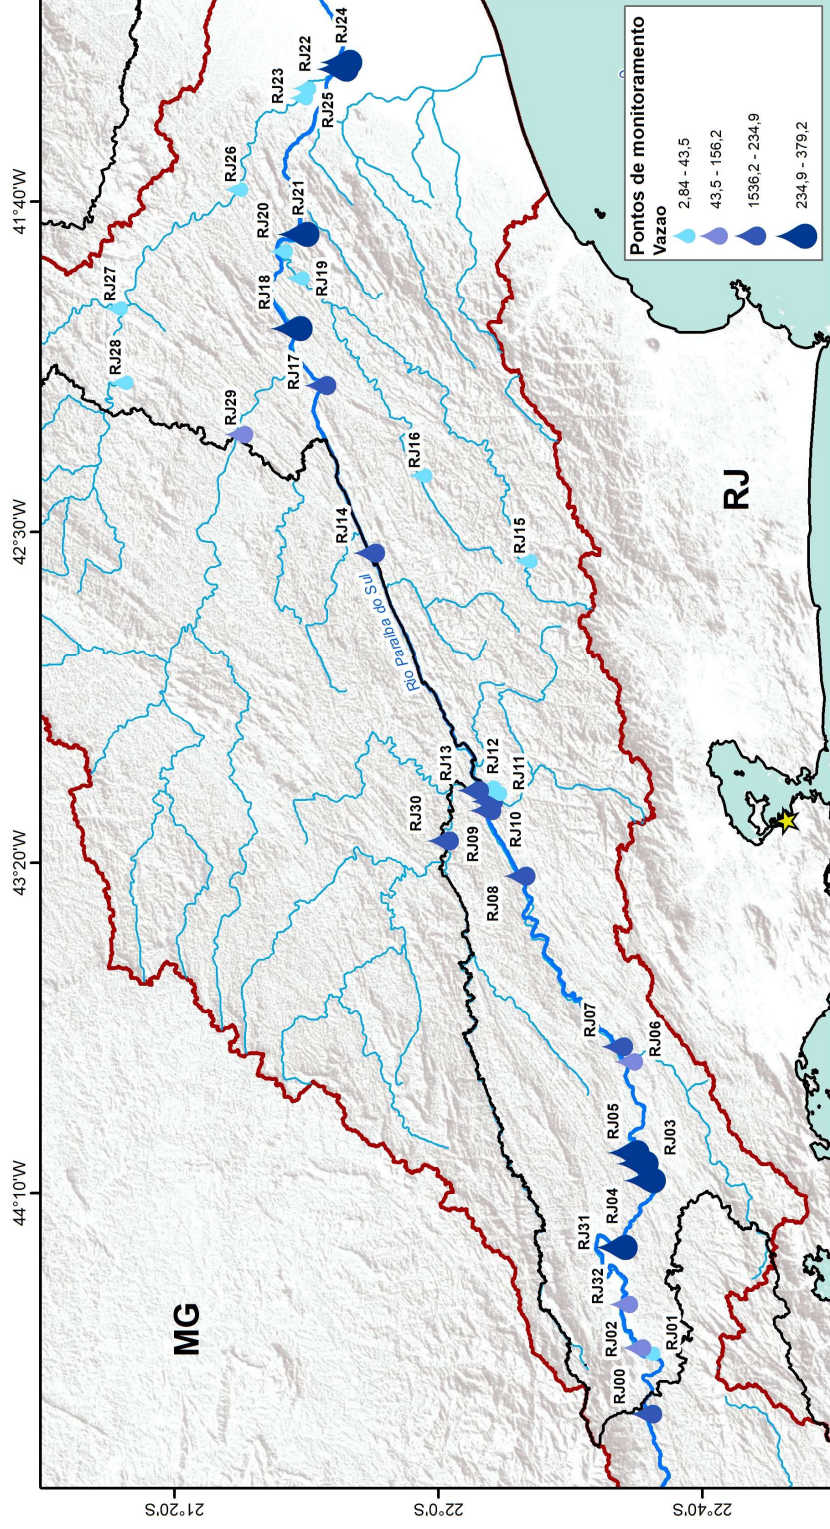 MG
RJ
Rio Paraíba do Sul
RJ00
RJ01
RJ02
RJ32
RJ31
RJ04
RJ03
RJ05
RJ06
RJ07
RJ08
RJ09
RJ10
RJ30
RJ11
RJ12
RJ13
RJ14
RJ15
RJ16
RJ29
RJ17
RJ28
RJ18
RJ27
RJ19
RJ20
RJ21
RJ26
RJ23
RJ25
RJ22
RJ24
21°20'S
22°0'S
22°40'S
44°10'W
43°20'W
42°30'W
41°40'W
Pontos de monitoramento
Vazao
2,84 - 43,5
43,5 - 156,2
1536,2 - 234,9
234,9 - 379,2